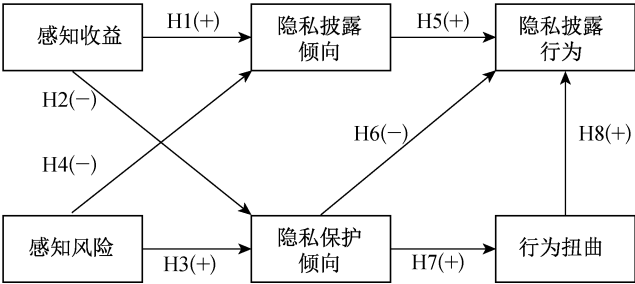 感知收益
H1(+)
隐私披露
倾向
H5(+)
隐私披露
行为
H2(−)
H4(−)
H6(−)
H8(+)
感知风险
H3(+)
隐私保护
倾向
H7(+)
行为扭曲